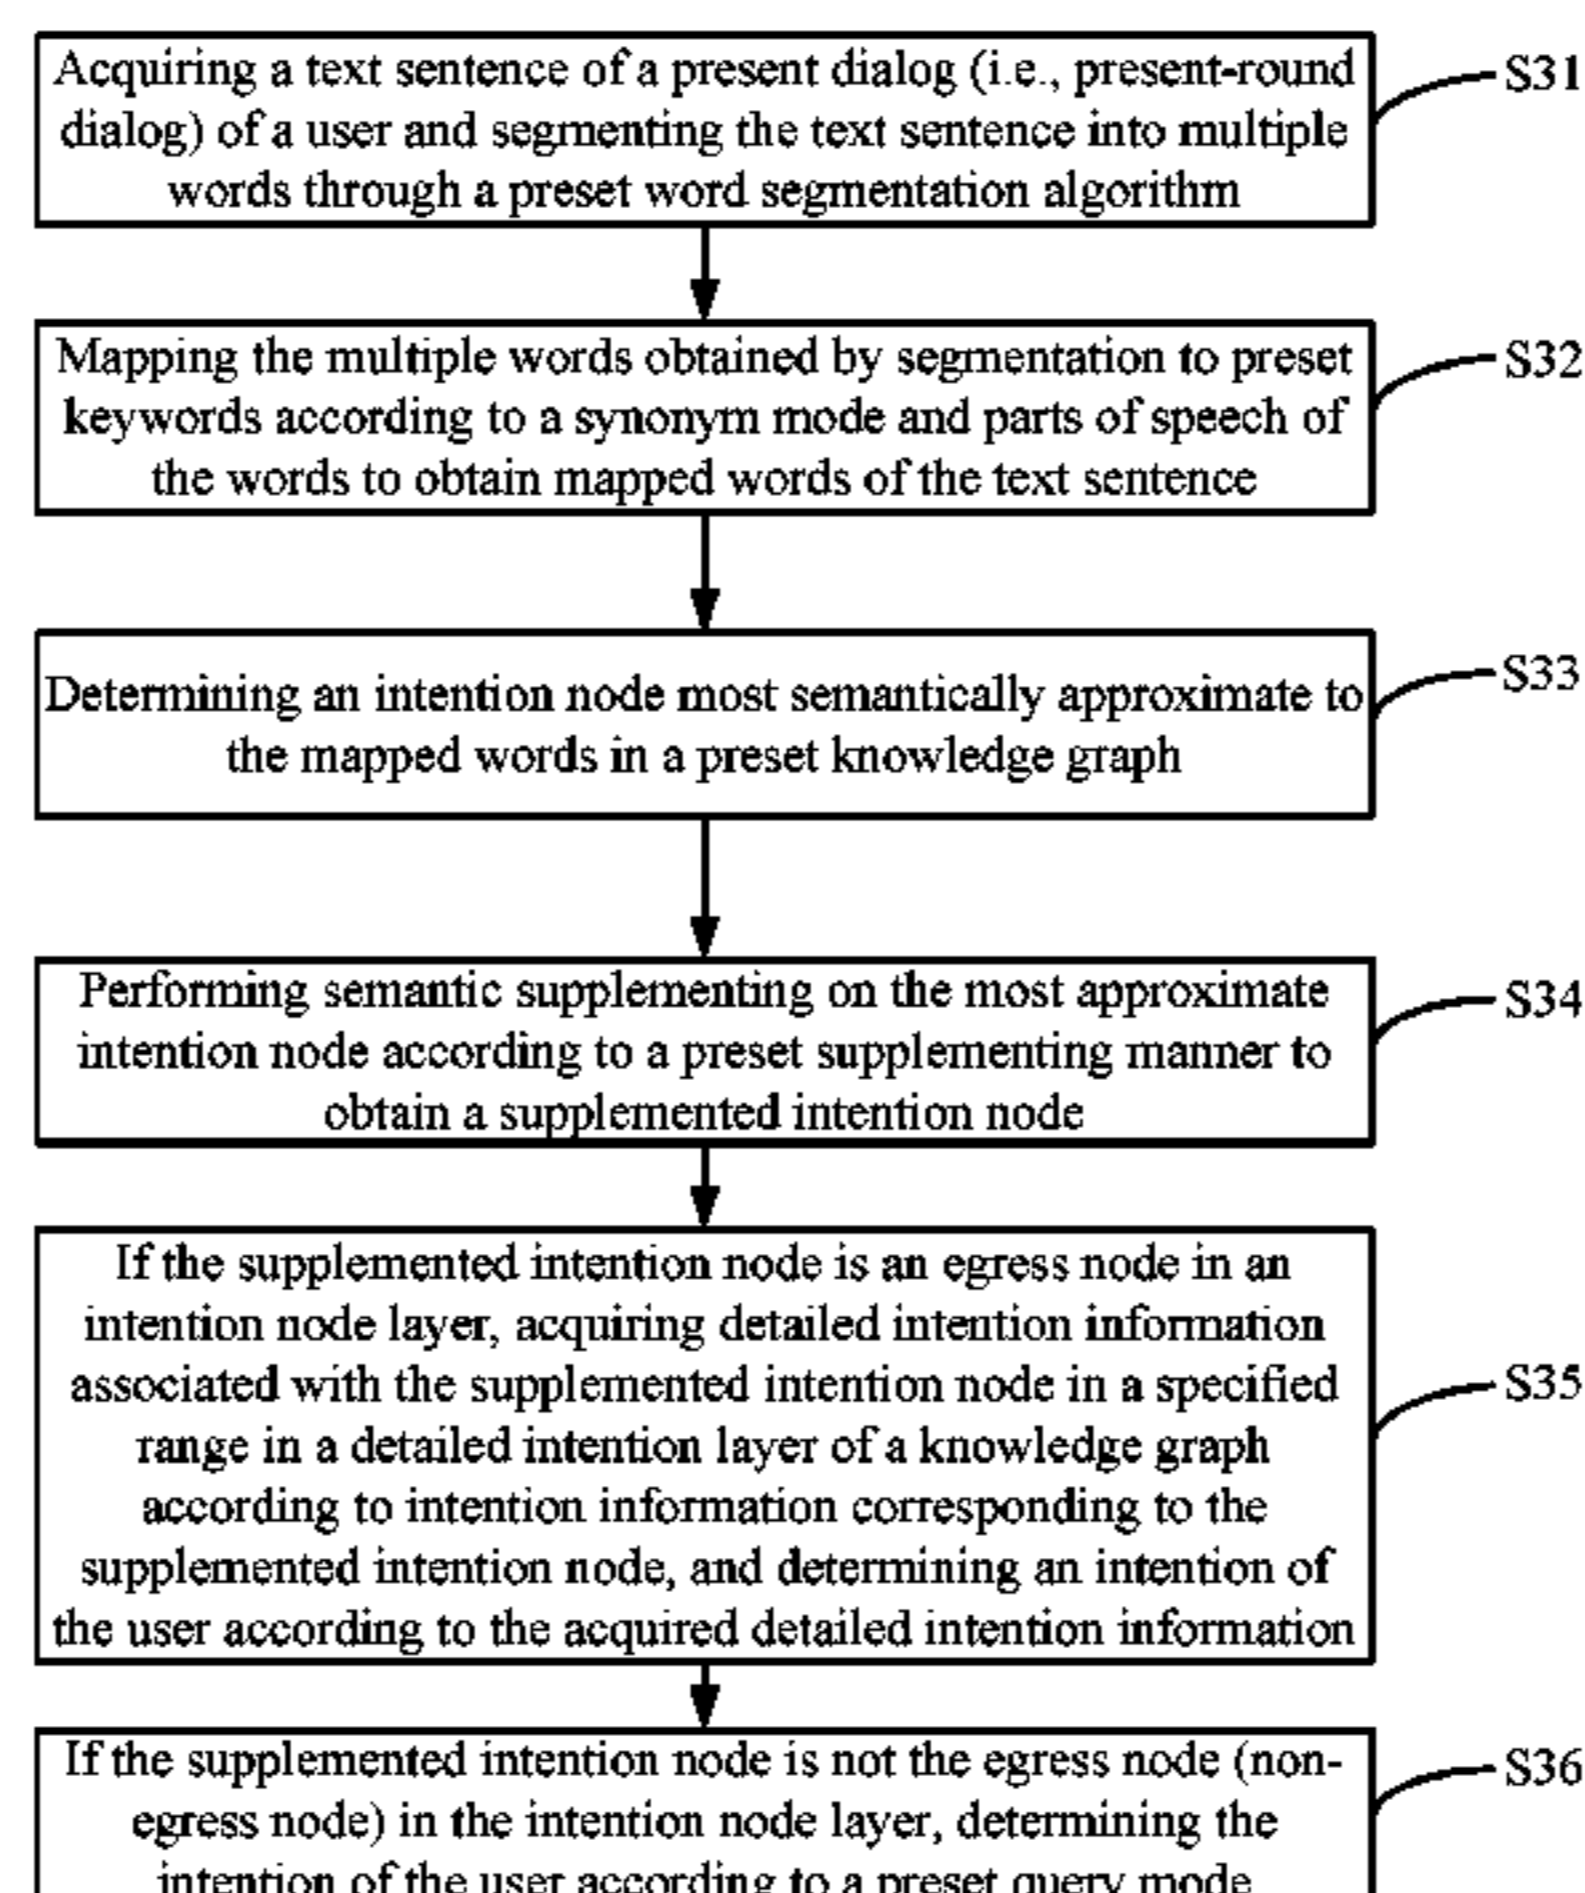 Acquiring a text sentence of a present dialog (i.e., present-round
dialog) of a user and segmenting the text sentence into multiple
words through a preset word segmentation algorithm
S31
Mapping the multiple words obtained by segmentation to preset
keywords according to a synonym mode and parts of speech of
the words to obtain mapped words of the text sentence
S32
Determining an intention node most semantically approximate to
the mapped words in a preset knowledge graph
S33
Performing semantic supplementing on the most approximate
intention node according to a preset supplementing manner to
obtain a supplemented intention node
S34
If the supplemented intention node is an egress node in an
intention node layer, acquiring detailed intention information
associated with the supplemented intention node in a specified
range in a detailed intention layer of a knowledge graph
according to intention information corresponding to the
supplemented intention node, and determining an intention of
the user according to the acquired detailed intention information
S35
If the supplemented intention node is not the egress node (non-
egress node) in the intention node layer, determining the
intention of the user according to a preset query mode
S36